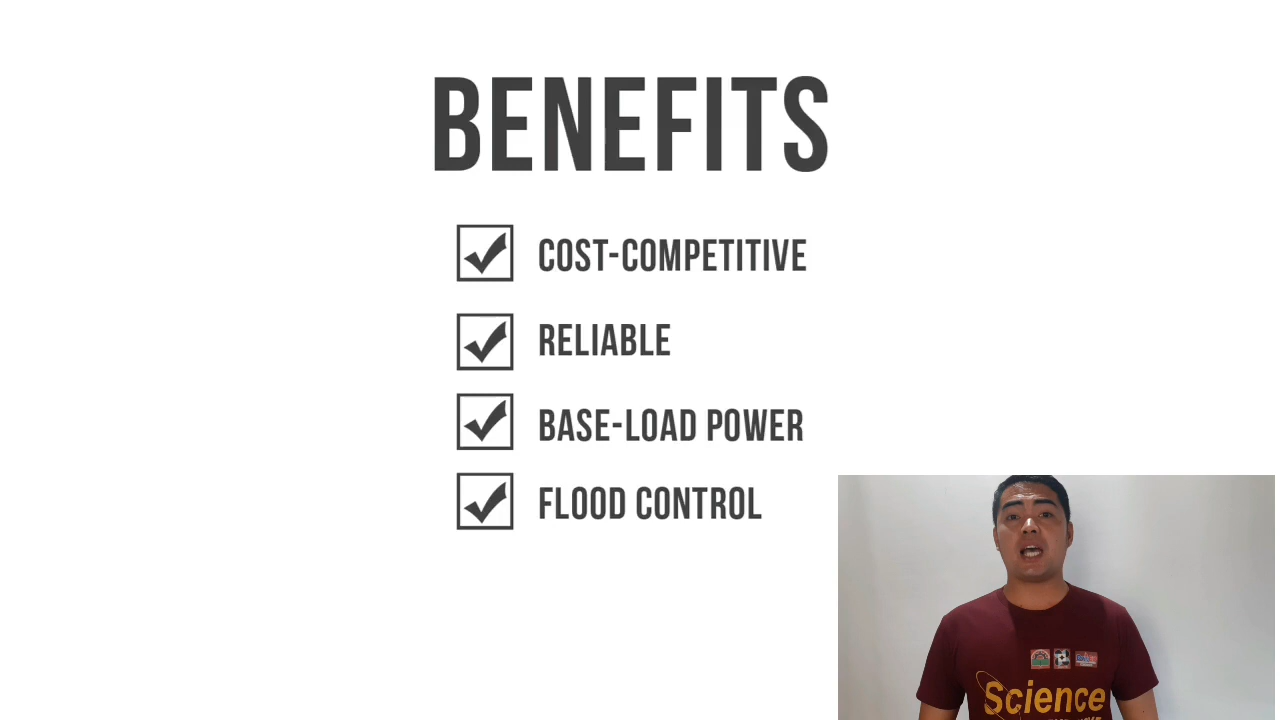 BENEFITS
COST-COMPETITIVE
RELIABLE
BASE-LOAD POWER
FLOOD CONTROL
Science